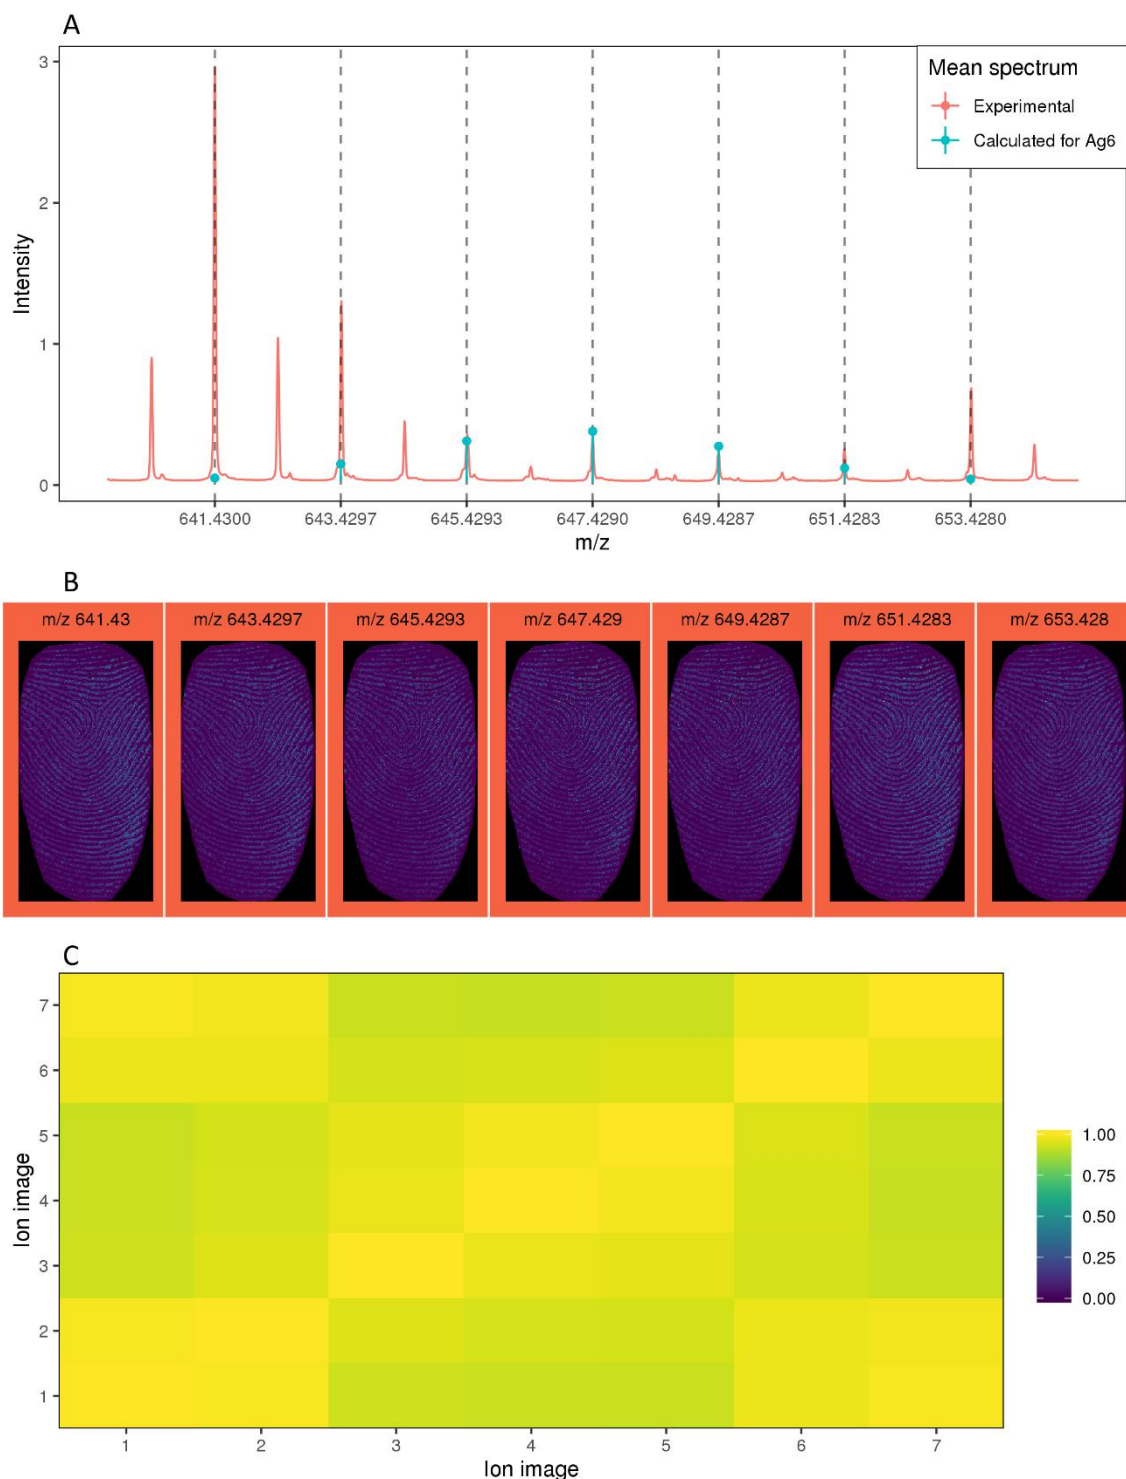 A
Mean spectrum
Experimental
Calculated for Ag6
Intensity
3
2
1
0
641.4300 643.4297 645.4293 647.4290 649.4287 651.4283 653.4280
m/z
B
m/z 641.43 m/z 643.4297 m/z 645.4293 m/z 647.429 m/z 649.4287 m/z 651.4283 m/z 653.428
C
Ion image
7
6
5
4
3
2
1
1 2 3 4 5 6 7
Ion image
1.00
0.75
0.50
0.25
0.00